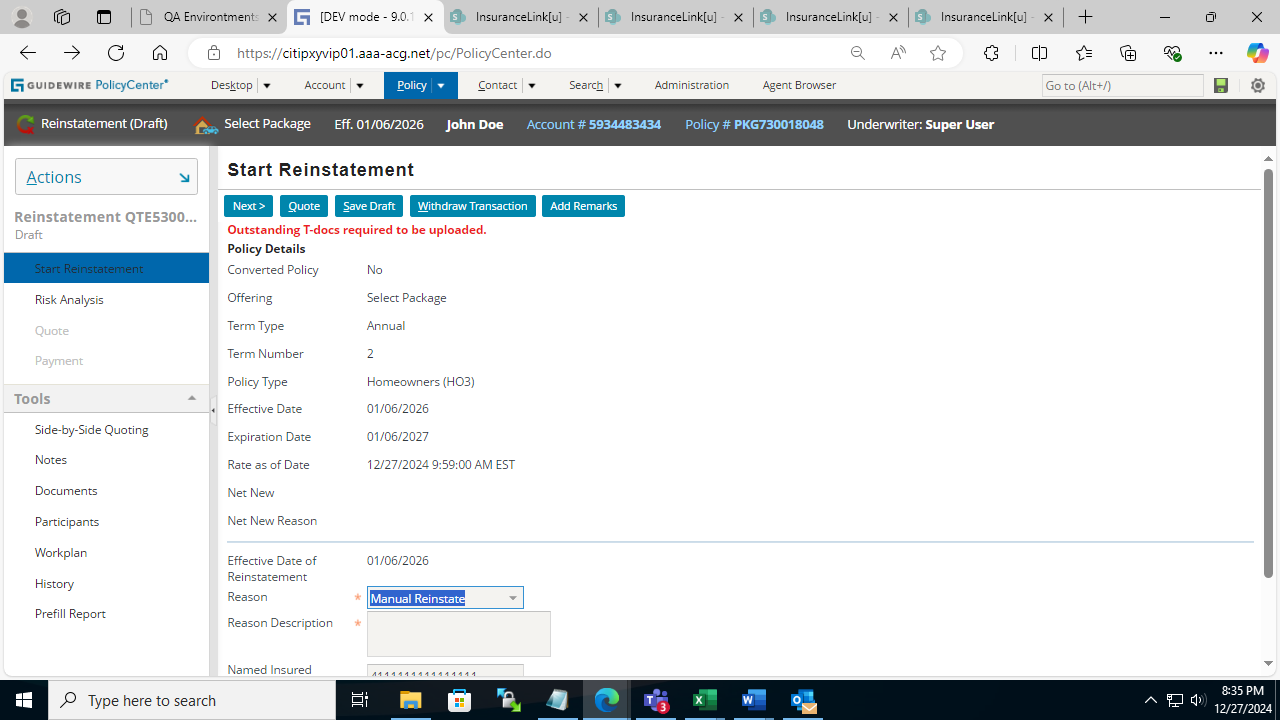 QA Environtments
[DEV mode - 9.0.1
InsuranceLink[u] -
InsuranceLink[u] -
InsuranceLink[u] -
InsuranceLink[u] -
https://citipxyvip01.aaa-acg.net/pc/PolicyCenter.do
GUIDEWIRE PolicyCenter®
Desktop
Account
Policy
Contact
Search
Administration
Agent Browser
Go to (Alt+/)
Reinstatement (Draft)
Select Package
Eff. 01/06/2026
John Doe
Account # 5934483434
Policy # PKG730018048
Underwriter: Super User
Actions
Reinstatement QTE5300...
Draft
Start Reinstatement
Risk Analysis
Quote
Payment
Tools
Side-by-Side Quoting
Notes
Documents
Participants
Workplan
History
Prefill Report
Start Reinstatement
Next >
Quote
Save Draft
Withdraw Transaction
Add Remarks
Outstanding T-docs required to be uploaded.
Policy Details
Converted Policy No
Offering Select Package
Term Type Annual
Term Number 2
Policy Type Homeowners (HO3)
Effective Date 01/06/2026
Expiration Date 01/06/2027
Rate as of Date 12/27/2024 9:59:00 AM EST
Net New
Net New Reason
Effective Date of 01/06/2026
Reinstatement
Reason * Manual Reinstate
Reason Description *
Named Insured
Type here to search
3
8:35 PM
12/27/2024